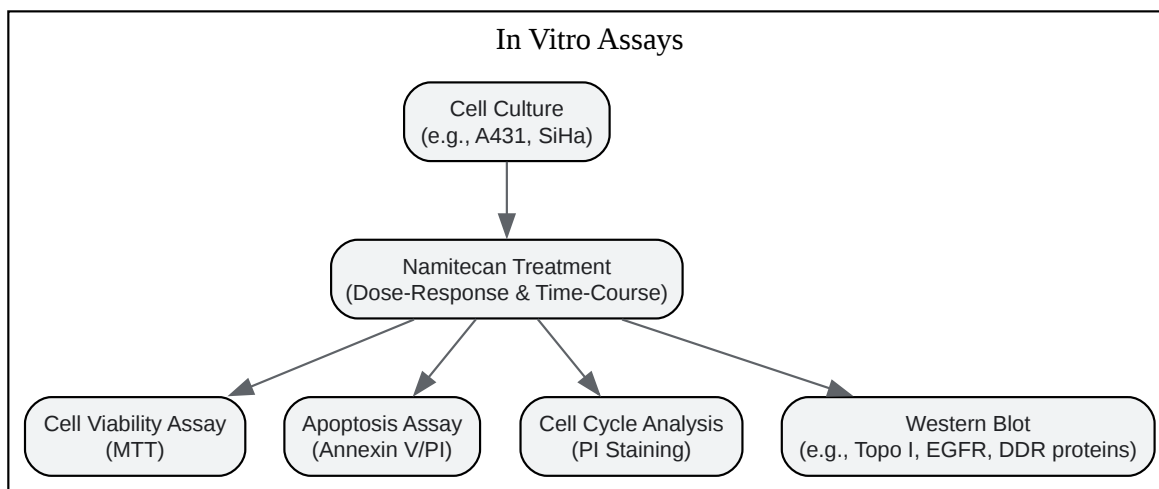 In Vitro Assays
Cell Culture
(e.g., A431, SiHa)
Namitecan Treatment
(Dose-Response & Time-Course)
Cell Viability Assay
(MTT)
Apoptosis Assay
(Annexin V/PI)
Cell Cycle Analysis
(PI Staining)
Western Blot
(e.g., Topo I, EGFR, DDR proteins)